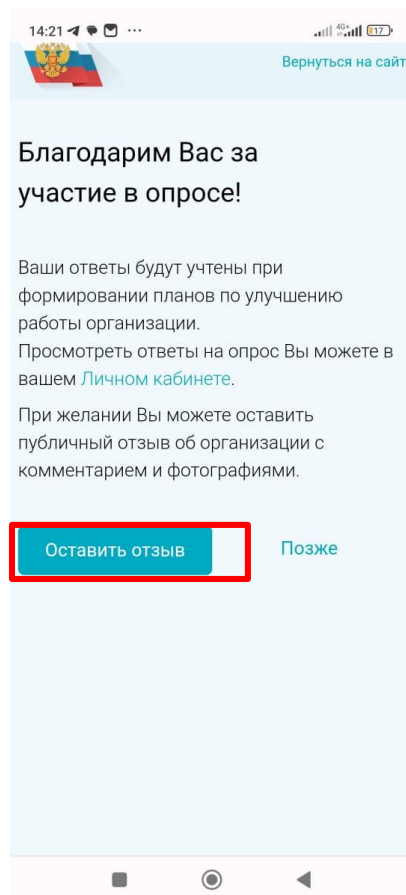 14:21 ... 4G+ 17
Вернуться на сайт
Благодарим Вас за
участие в опросе!
Ваши ответы будут учтены при
формировании планов по улучшению
работы организации.
Просмотреть ответы на опрос Вы можете в
вашем Личном кабинете.
При желании Вы можете оставить
публичный отзыв об организации с
комментарием и фотографиями.
Оставить отзыв Позже